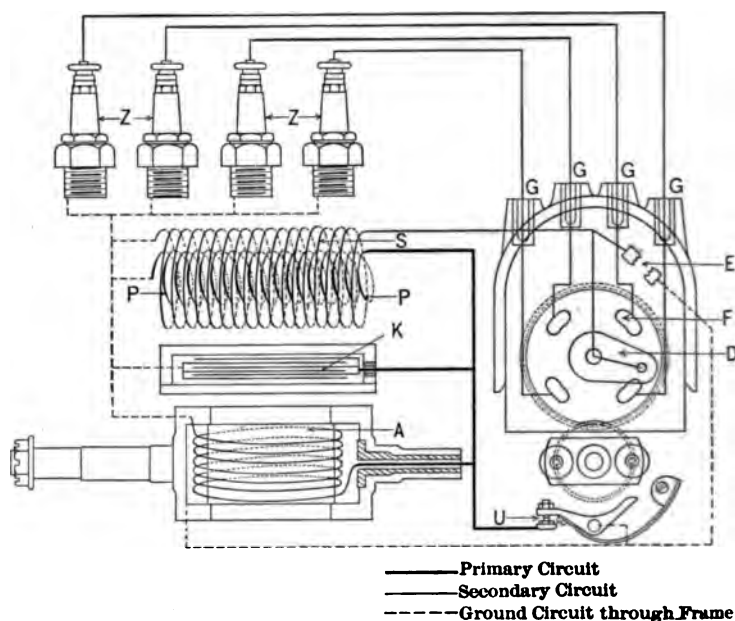 Z
Z
G
G
G
G
S
E
P
P
F
K
D
A
U
Primary Circuit
Secondary Circuit
Ground Circuit through Frame